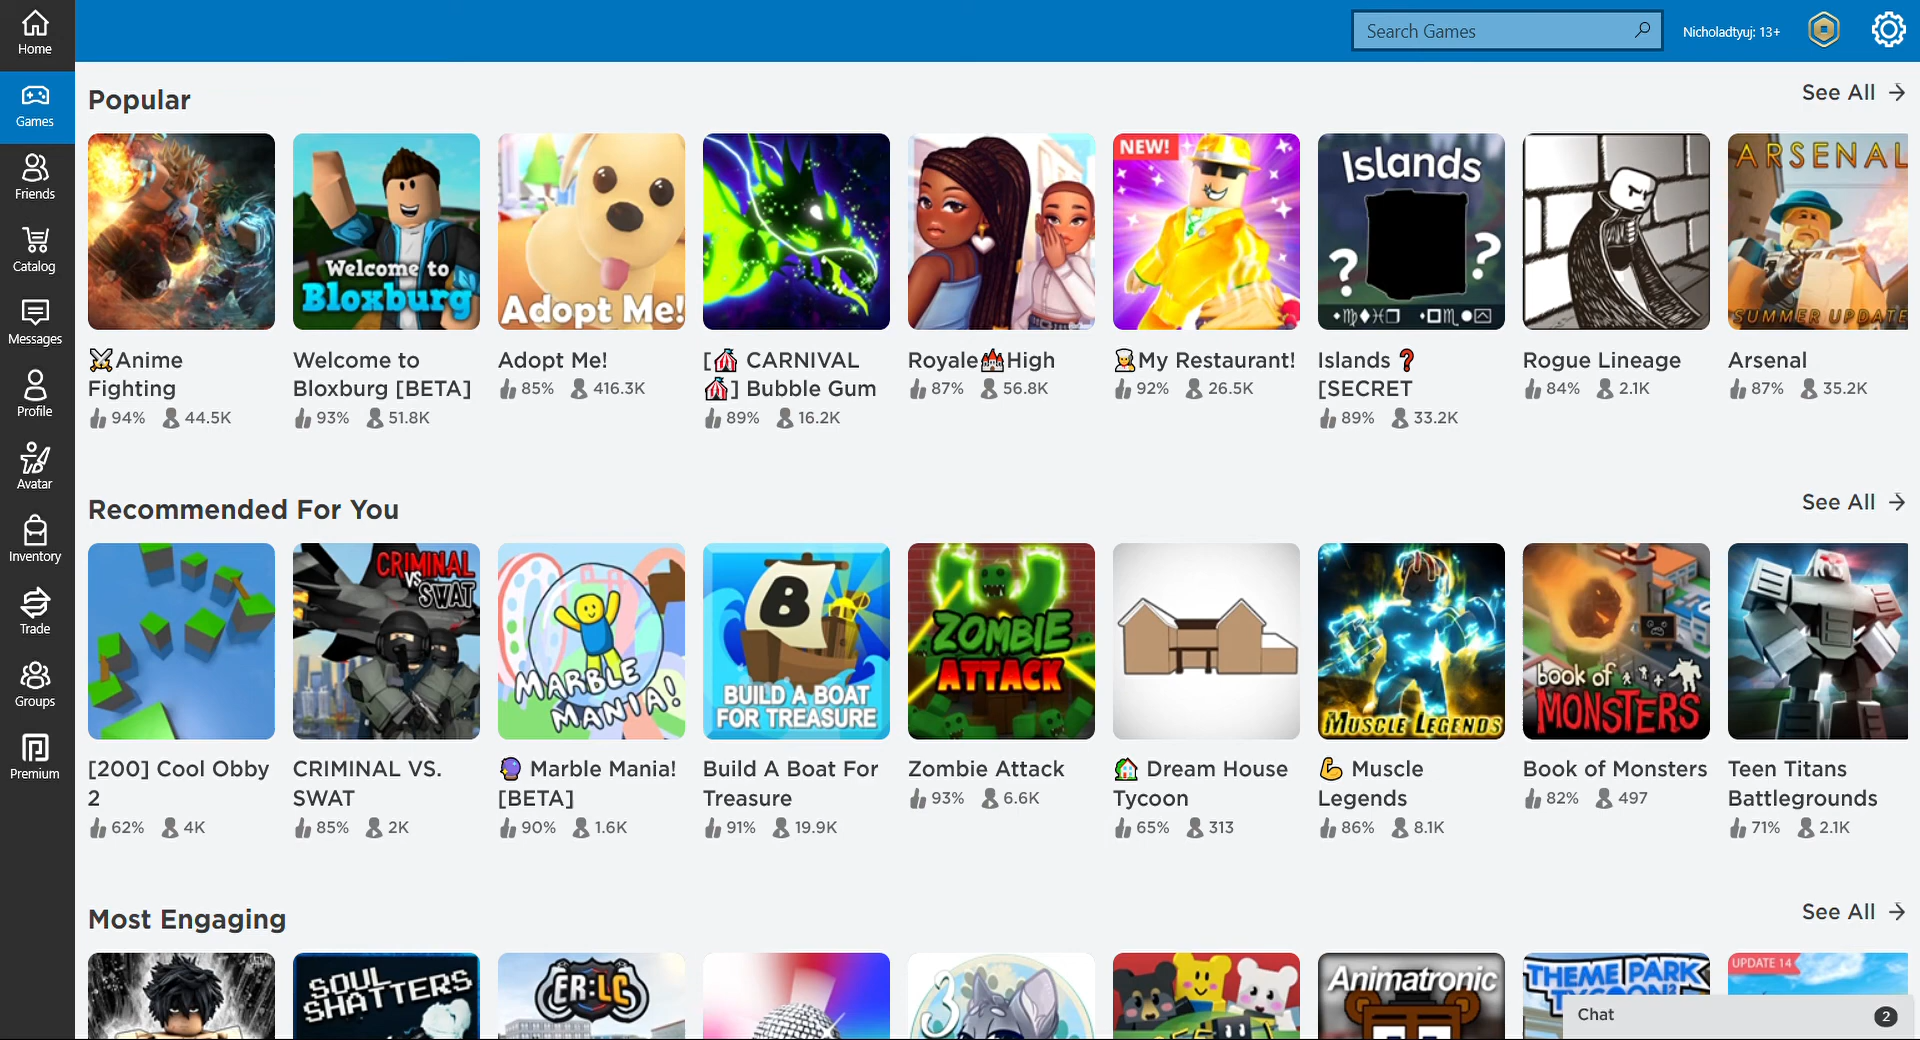 Home
Games
Friends
Catalog
Messages
Profile
Avatar
Inventory
Trade
Groups
Premium
Search Games
Nicholadtyuj: 13+
Popular
See All
Welcome to
Bloxburg
Adopt Me!
NEW!
Islands
? ?
ARSENAL
SUMMER UPDATE
⚔️Anime
Fighting
94% 44.5K
Welcome to
Bloxburg [BETA]
93% 51.8K
Adopt Me!
85% 416.3K
[🎪 CARNIVAL
🎪] Bubble Gum
89% 16.2K
Royale🏰High
87% 56.8K
👨‍🍳My Restaurant!
92% 26.5K
Islands ❓
[SECRET
89% 33.2K
Rogue Lineage
84% 2.1K
Arsenal
87% 35.2K
Recommended For You
See All
CRIMINAL
VS
SWAT
MARBLE
MANIA!
B
BUILD A BOAT
FOR TREASURE
ZOMBIE
ATTACK
MUSCLE LEGENDS
book of
MONSTERS
[200] Cool Obby
2
62% 4K
CRIMINAL VS.
SWAT
85% 2K
🔮 Marble Mania!
[BETA]
90% 1.6K
Build A Boat For
Treasure
91% 19.9K
Zombie Attack
93% 6.6K
🏠 Dream House
Tycoon
65% 313
💪 Muscle
Legends
86% 8.1K
Book of Monsters
82% 497
Teen Titans
Battlegrounds
71% 2.1K
Most Engaging
See All
SOUL
SHATTERS
ER:LC
3
Animatronic
THEME PARK
TYCOON 2
UPDATE 14
Chat
2